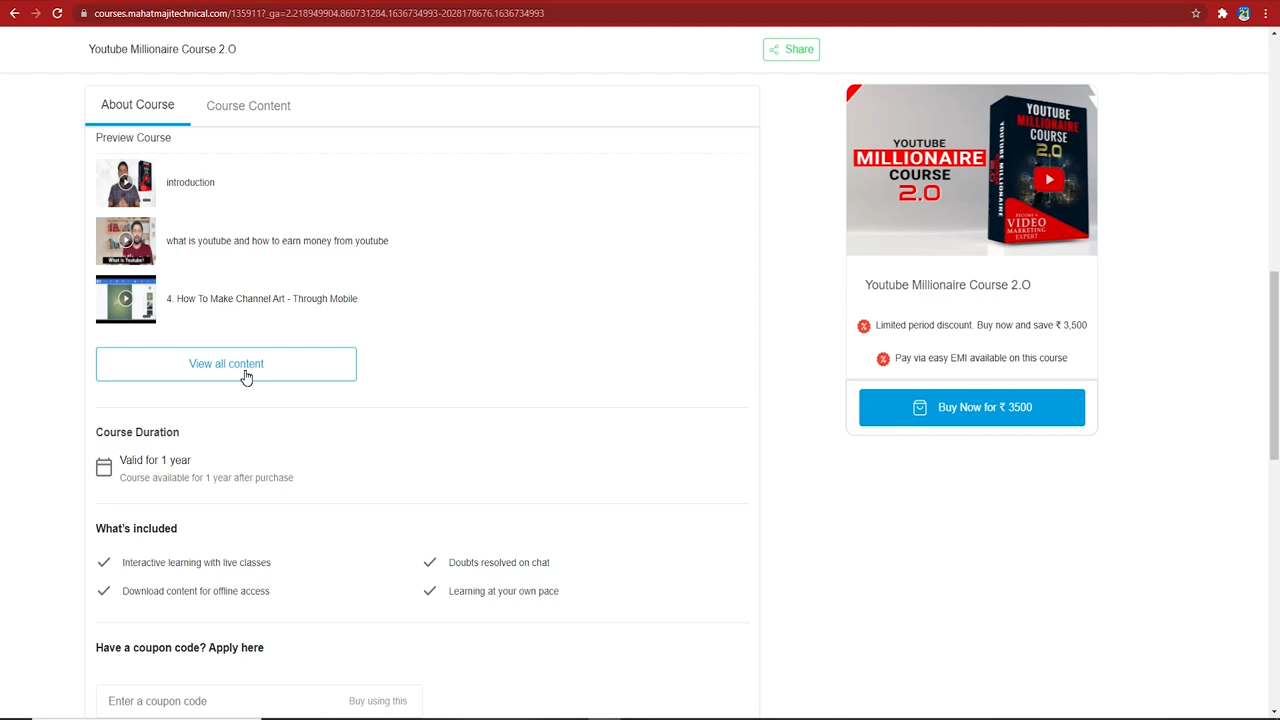 courses.mahatmajitechnical.com/135911?_ga=2.218949904.860731284.1636734993-2028178676.1636734993
Youtube Millionaire Course 2.O
Share
About Course
Course Content
Preview Course
introduction
what is youtube and how to earn money from youtube
What is Youtube?
4. How To Make Channel Art - Through Mobile
View all content
Course Duration
Valid for 1 year
Course available for 1 year after purchase
What's included
Interactive learning with live classes
Doubts resolved on chat
Download content for offline access
Learning at your own pace
Have a coupon code? Apply here
Enter a coupon code
Buy using this
YOUTUBE
MILLIONAIRE
COURSE
2.0
YOUTUBE MILLIONAIRE
YOUTUBE
MILLIONAIRE
COURSE
2.0
BECOME A
VIDEO
MARKETING
EXPERT
Youtube Millionaire Course 2.O
Limited period discount. Buy now and save ₹ 3,500
Pay via easy EMI available on this course
Buy Now for ₹ 3500